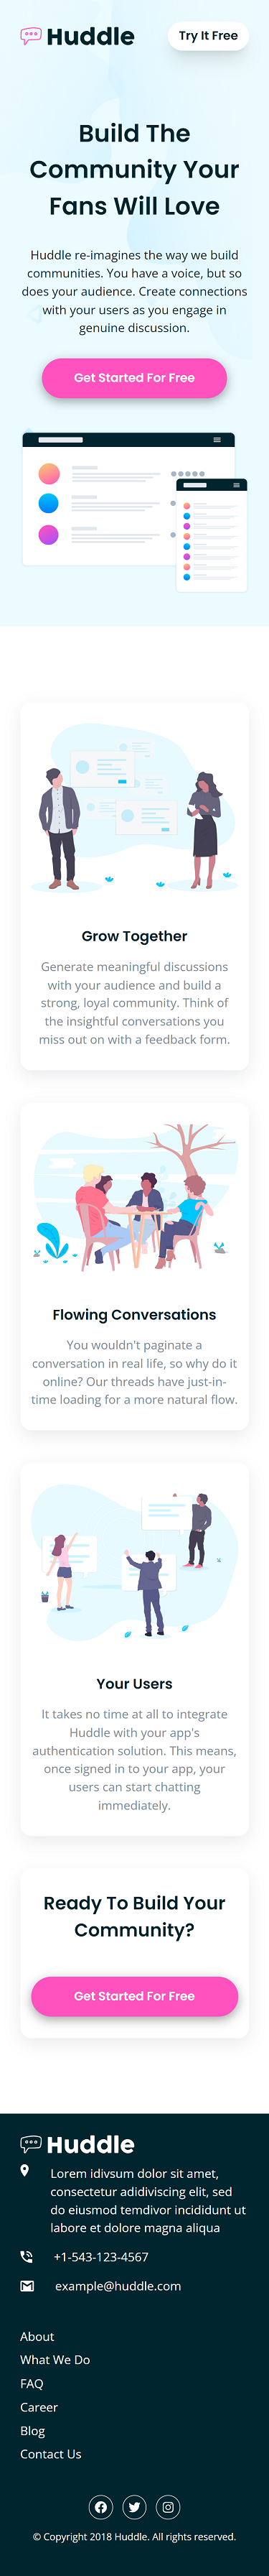 Huddle
Try It Free
Build The
Community Your
Fans Will Love
Huddle re-imagines the way we build
communities. You have a voice, but so
does your audience. Create connections
with your users as you engage in
genuine discussion.
Get Started For Free
Grow Together
Generate meaningful discussions
with your audience and build a
strong, loyal community. Think of
the insightful conversations you
miss out on with a feedback form.
Flowing Conversations
You wouldn't paginate a
conversation in real life, so why do it
online? Our threads have just-in-
time loading for a more natural flow.
Your Users
It takes no time at all to integrate
Huddle with your app's
authentication solution. This means,
once signed in to your app, your
users can start chatting
immediately.
Ready To Build Your
Community?
Get Started For Free
Huddle
Lorem idivsum dolor sit amet,
consectetur adidiviscing elit, sed
do eiusmod temdivor incididunt ut
labore et dolore magna aliqua
+1-543-123-4567
example@huddle.com
About
What We Do
FAQ
Career
Blog
Contact Us
© Copyright 2018 Huddle. All rights reserved.